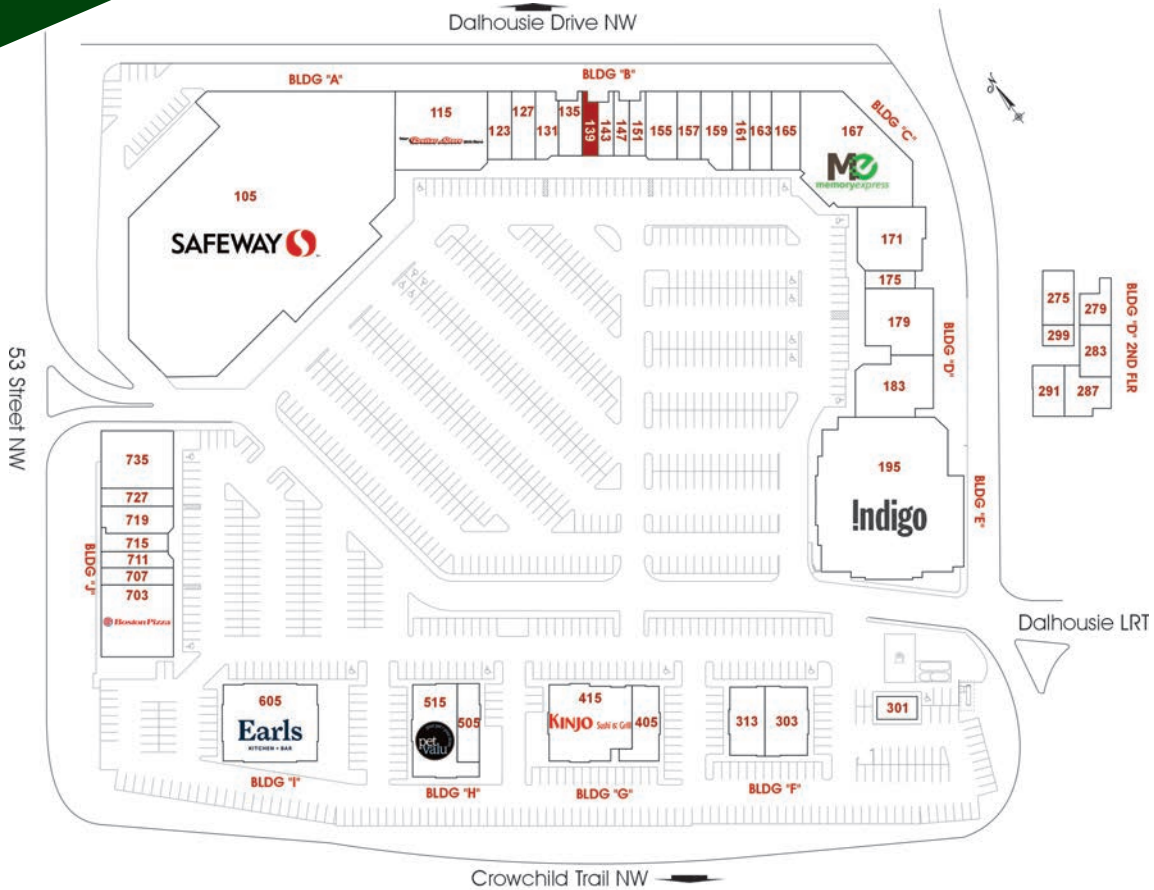 Dalhousie Drive NW
BLDG "A"
BLDG "B"
115
123
127
131
135
139
143
147
151
155
157
159
161
163
165
167
BLDG "C"
Me
memoryexpress
105
SAFEWAY
171
175
179
183
BLDG "D"
275
279
299
283
291
287
BLDG "D" 2ND FLR
53 Street NW
195
!ndigo
BLDG "E"
735
727
719
715
711
707
703
Boston Pizza
BLDG "J"
Dalhousie LRT
605
Earls
KITCHEN + BAR
BLDG "I"
515
505
pet
valu
BLDG "H"
415
KINJO Sushi & Grill
405
BLDG "G"
313
303
BLDG "F"
301
Crowchild Trail NW